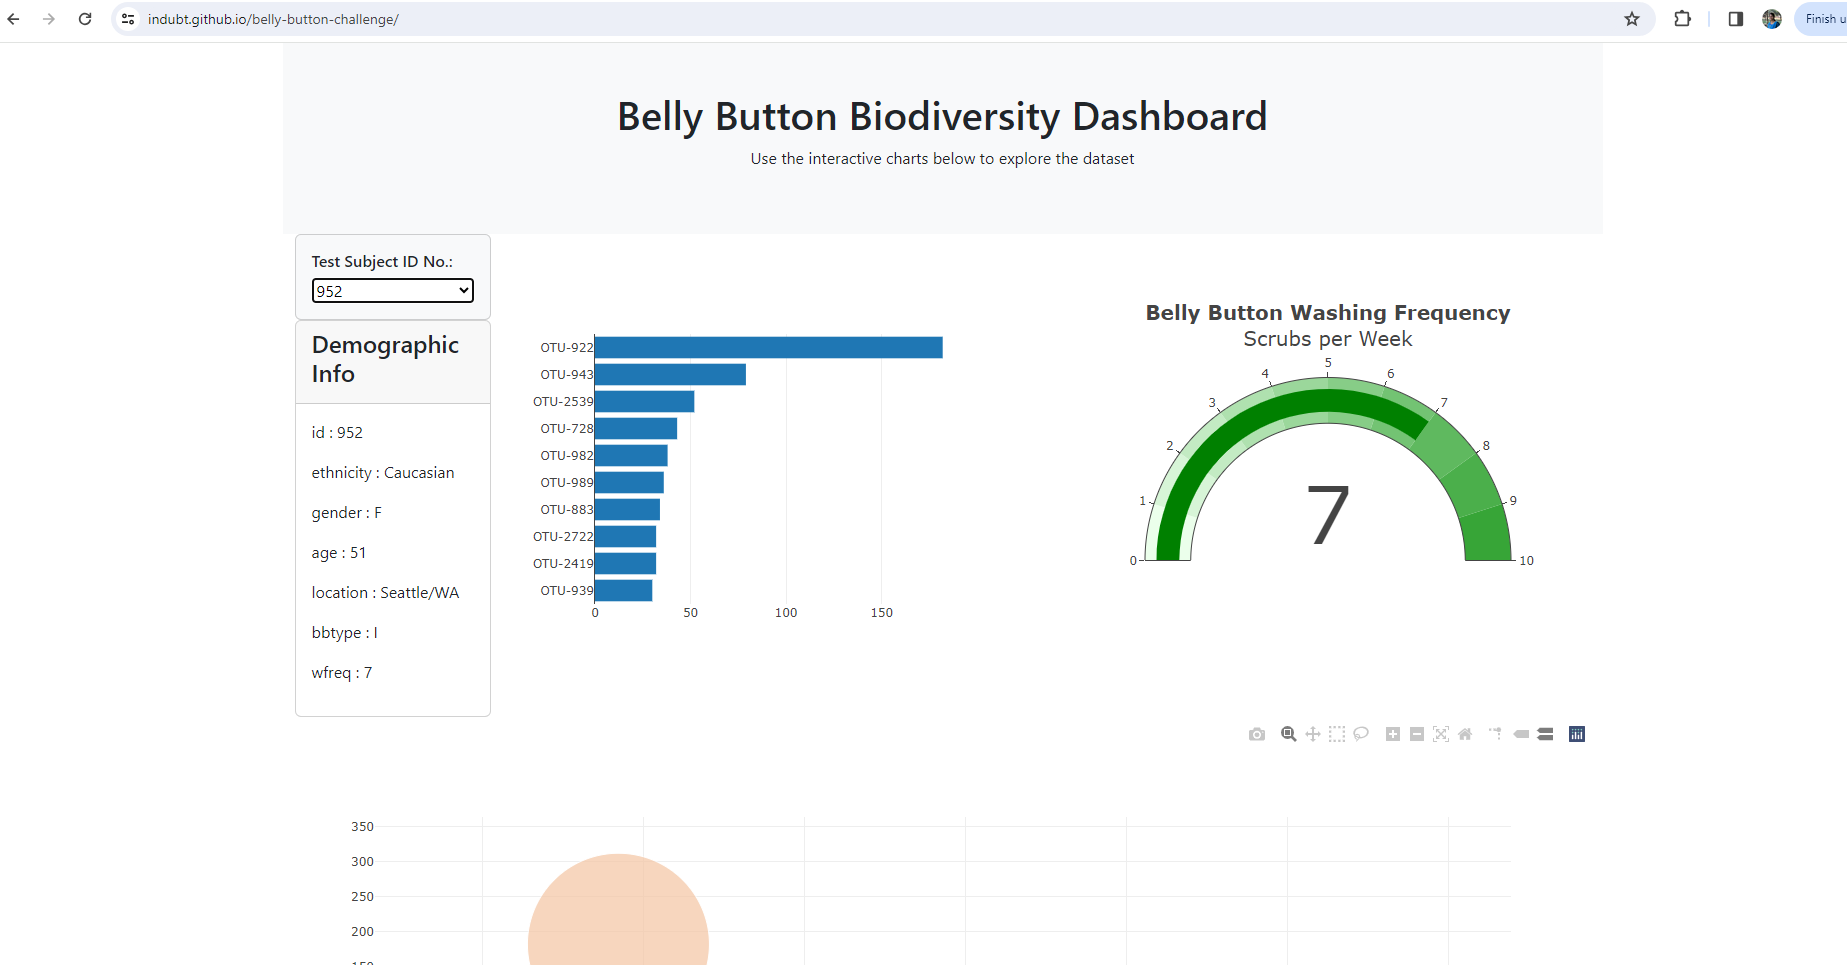 indubt.github.io/belly-button-challenge/
Finish u
Belly Button Biodiversity Dashboard
Use the interactive charts below to explore the dataset
Test Subject ID No.:
952
Demographic
Info
id : 952
ethnicity : Caucasian
gender : F
age : 51
location : Seattle/WA
bbtype : I
wfreq : 7
OTU-922
OTU-943
OTU-2539
OTU-728
OTU-982
OTU-989
OTU-883
OTU-2722
OTU-2419
OTU-939
0 50 100 150
Belly Button Washing Frequency
Scrubs per Week
0
1
2
3
4
5
6
7
8
9
10
7
350
300
250
200
150